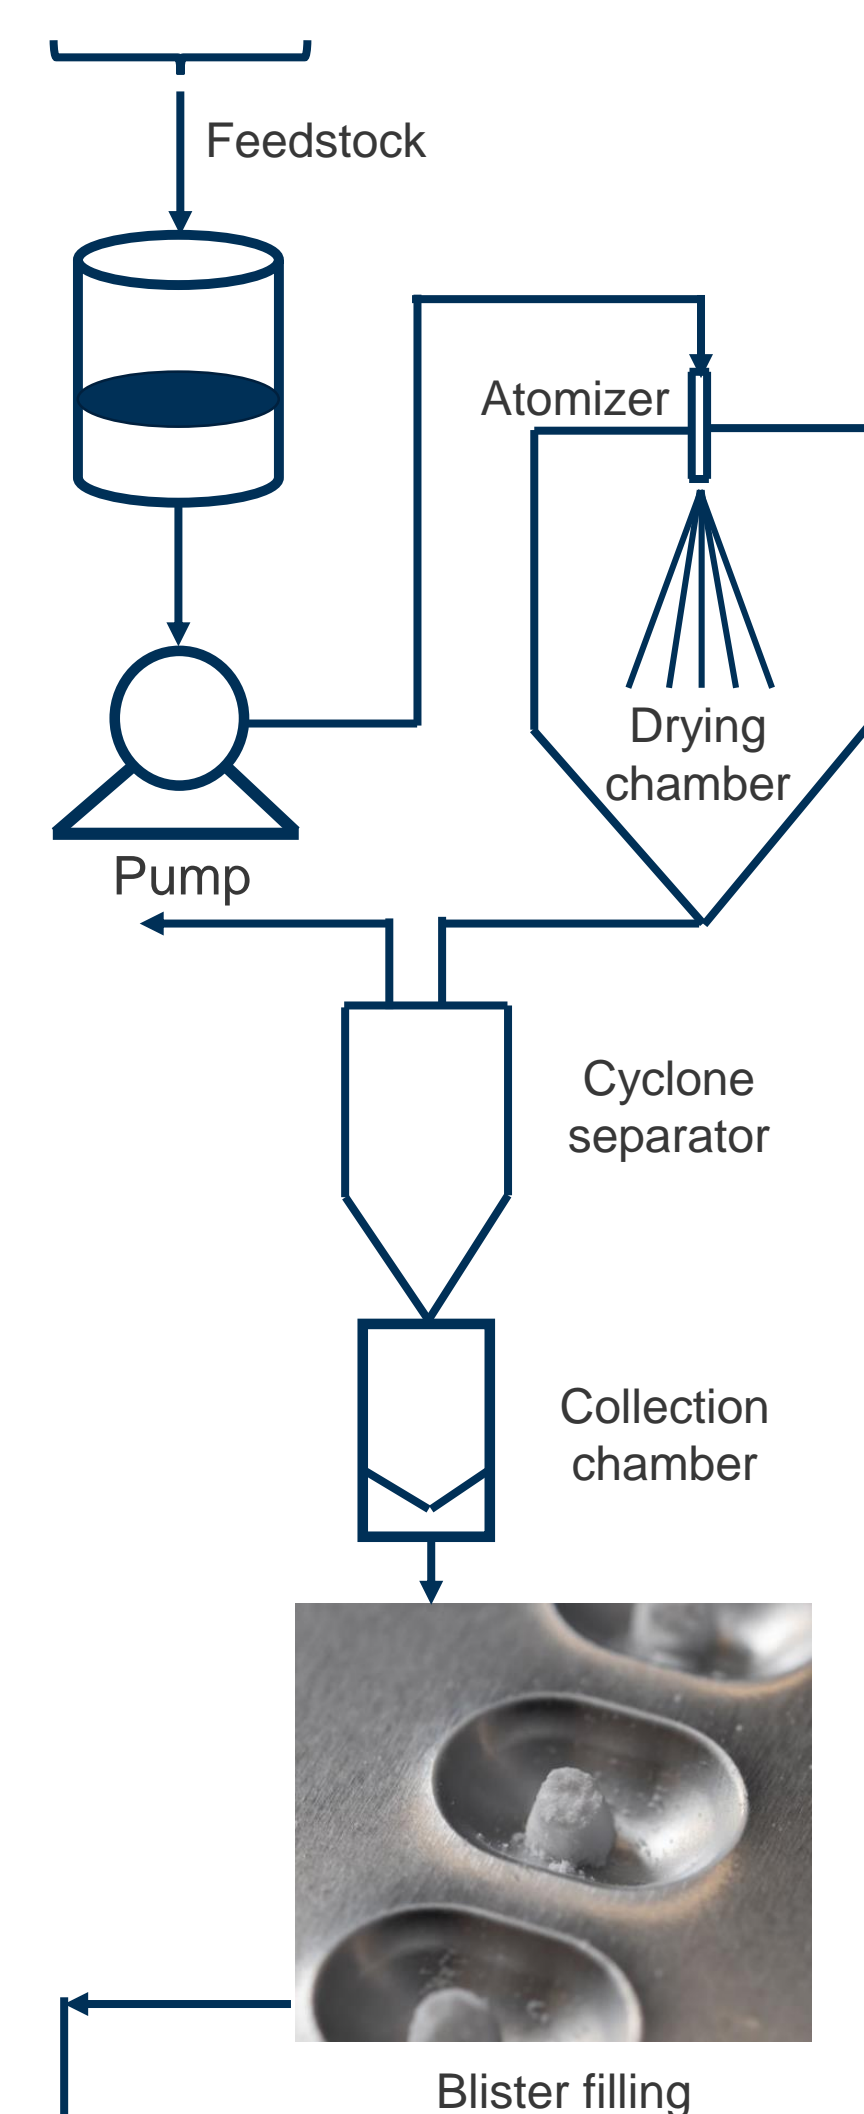 Feedstock
Atomizer
Drying
chamber
Pump
Cyclone
separator
Collection
chamber
Blister filling